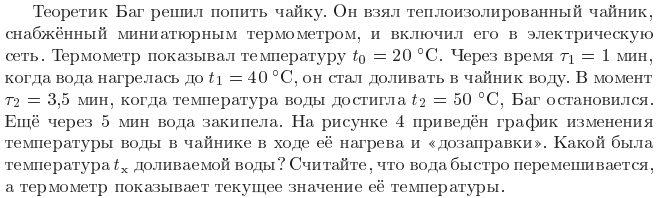 Теоретик Баг решил попить чайку. Он взял теплоизолированный чайник,
снабжённый миниатюрным термометром, и включил его в электрическую
сеть. Термометр показывал температуру t₀ = 20 °C. Через время τ₁ = 1 мин,
когда вода нагрелась до t₁ = 40 °C, он стал доливать в чайник воду. В момент
τ₂ = 3,5 мин, когда температура воды достигла t₂ = 50 °C, Баг остановился.
Ещё через 5 мин вода закипела. На рисунке 4 приведён график изменения
температуры воды в чайнике в ходе её нагрева и «дозаправки». Какой была
температура tₓ доливаемой воды? Считайте, что вода быстро перемешивается,
а термометр показывает текущее значение её температуры.